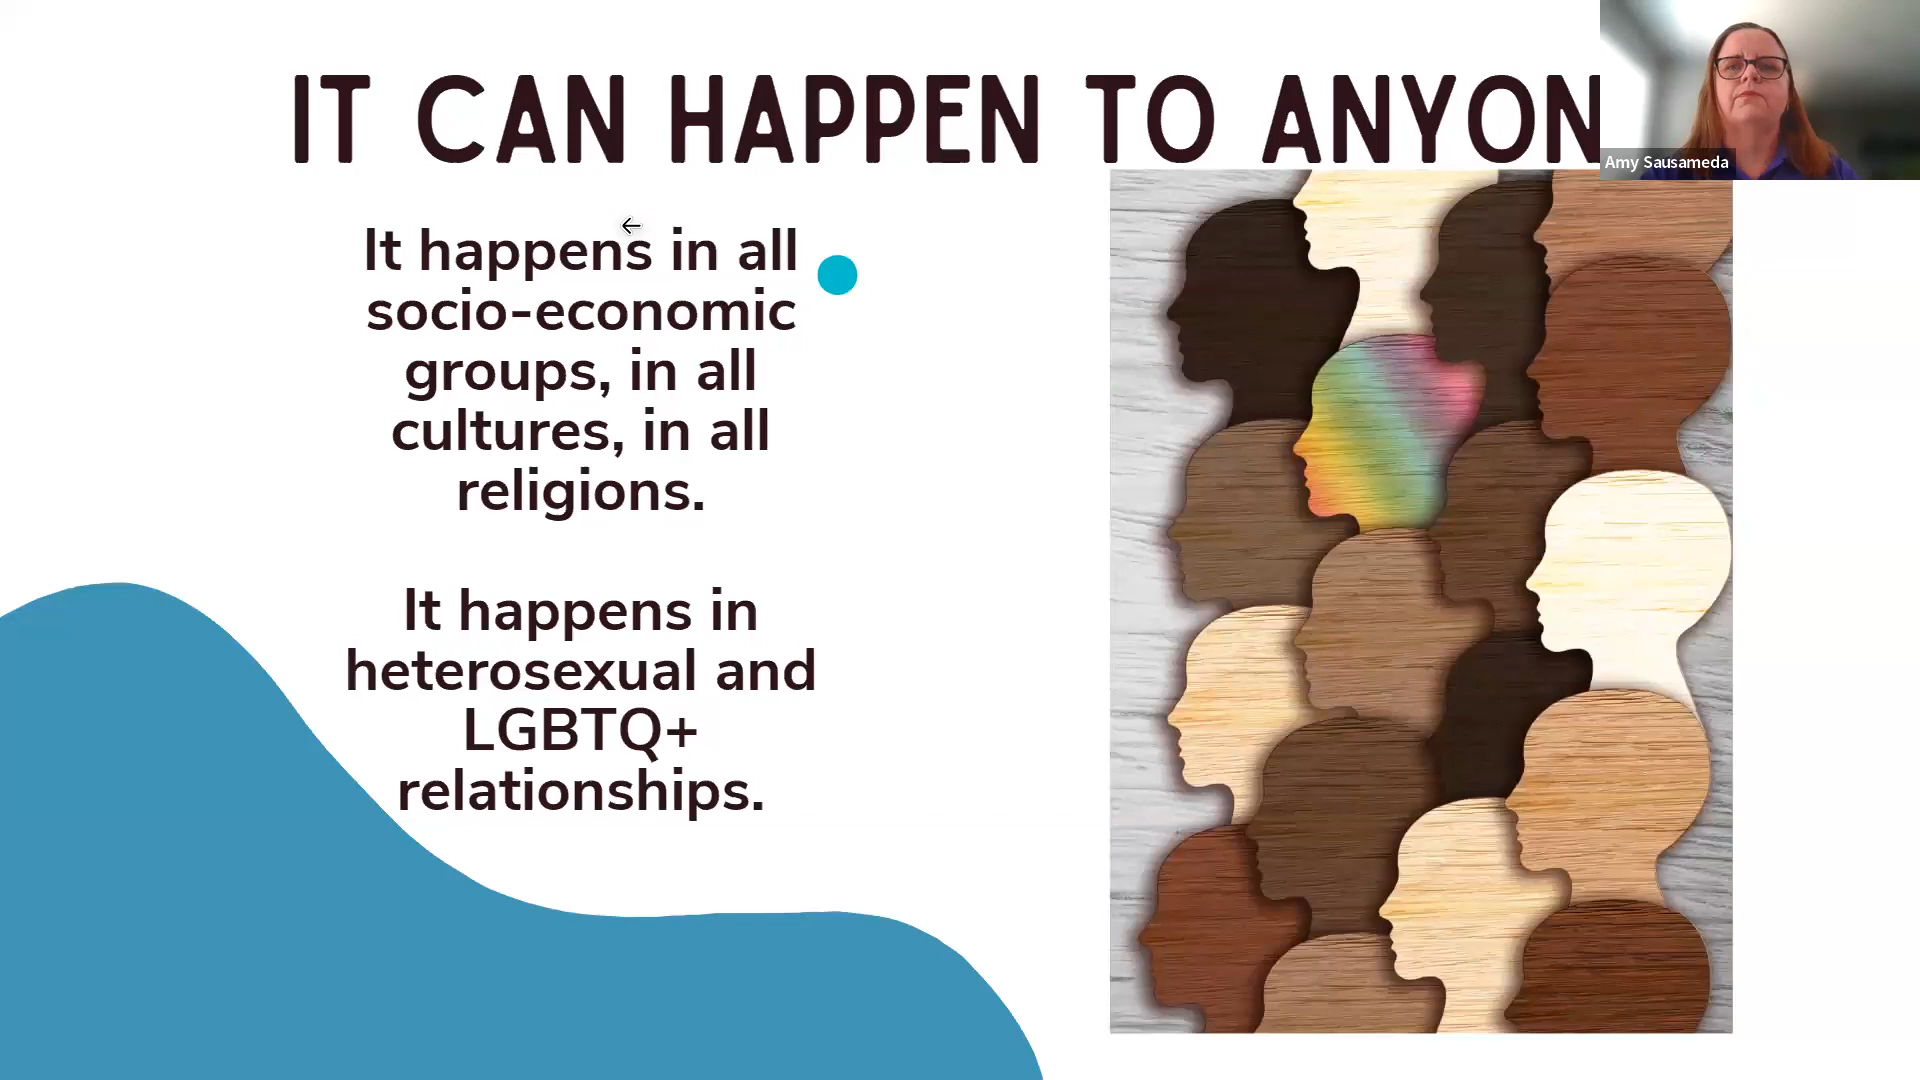 IT CAN HAPPEN TO ANYON
Amy Sausameda
It happens in all
socio-economic
groups, in all
cultures, in all
religions.
It happens in
heterosexual and
LGBTQ+
relationships.